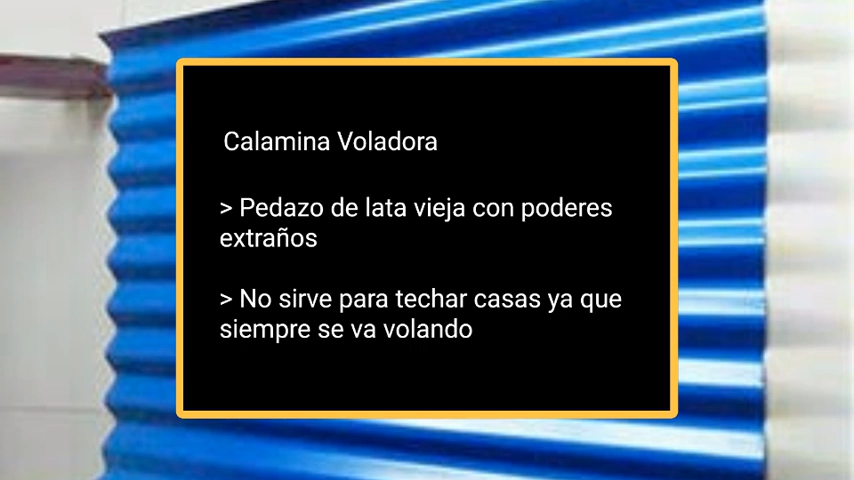 Calamina Voladora
> Pedazo de lata vieja con poderes
extraños
> No sirve para techar casas ya que
siempre se va volando